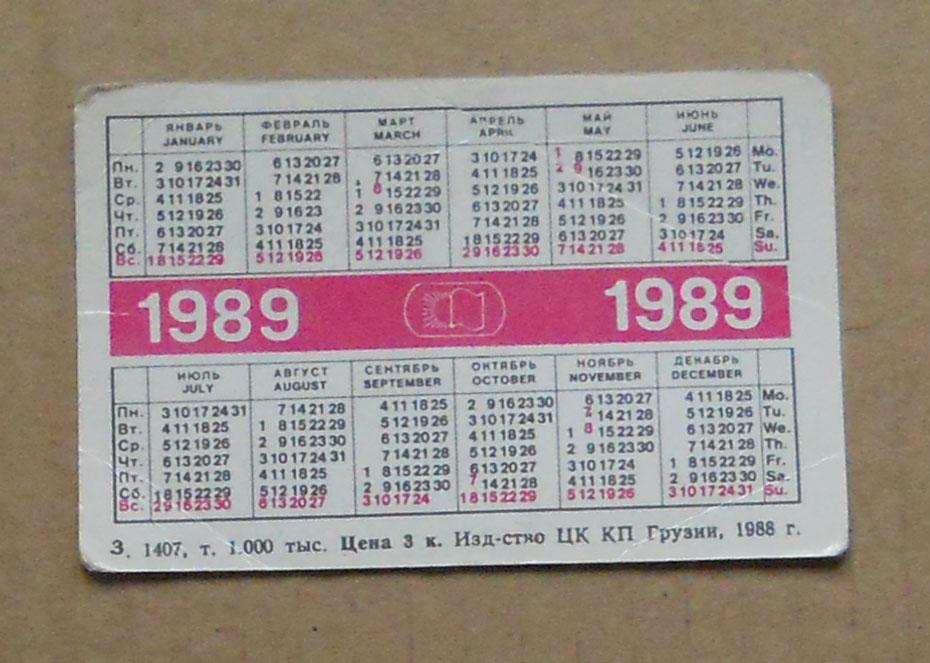 ЯНВАРЬ ФЕВРАЛЬ МАРТ АПРЕЛЬ МАЙ ИЮНЬ
JANUARY FEBRUARY MARCH APRIL MAY JUNE
Пн. 2 9 16 23 30 6 13 20 27 6 13 20 27 3 10 17 24 1 8 15 22 29 5 12 19 26 Mo.
Вт. 3 10 17 24 31 7 14 21 28 7 14 21 28 4 11 18 25 2 9 16 23 30 6 13 20 27 Tu.
Ср. 4 11 18 25 1 8 15 22 1 8 15 22 29 5 12 19 26 3 10 17 24 31 7 14 21 28 We.
Чт. 5 12 19 26 2 9 16 23 2 9 16 23 30 6 13 20 27 4 11 18 25 1 8 15 22 29 Th.
Пт. 6 13 20 27 3 10 17 24 3 10 17 24 31 7 14 21 28 5 12 19 26 2 9 16 23 30 Fr.
Сб. 7 14 21 28 4 11 18 25 4 11 18 25 1 8 15 22 29 6 13 20 27 3 10 17 24 Sa.
Вс. 1 8 15 22 29 5 12 19 26 5 12 19 26 2 9 16 23 30 7 14 21 28 4 11 18 25 Su.
1989 1989
ИЮЛЬ АВГУСТ СЕНТЯБРЬ ОКТЯБРЬ НОЯБРЬ ДЕКАБРЬ
JULY AUGUST SEPTEMBER OCTOBER NOVEMBER DECEMBER
Пн. 3 10 17 24 31 7 14 21 28 4 11 18 25 2 9 16 23 30 6 13 20 27 4 11 18 25 Mo.
Вт. 4 11 18 25 1 8 15 22 29 5 12 19 26 3 10 17 24 31 7 14 21 28 5 12 19 26 Tu.
Ср. 5 12 19 26 2 9 16 23 30 6 13 20 27 4 11 18 25 1 8 15 22 29 6 13 20 27 We.
Чт. 6 13 20 27 3 10 17 24 31 7 14 21 28 5 12 19 26 2 9 16 23 30 7 14 21 28 Th.
Пт. 7 14 21 28 4 11 18 25 1 8 15 22 29 6 13 20 27 3 10 17 24 1 8 15 22 29 Fr.
Сб. 1 8 15 22 29 5 12 19 26 2 9 16 23 30 7 14 21 28 4 11 18 25 2 9 16 23 30 Sa.
Вс. 2 9 16 23 30 6 13 20 27 3 10 17 24 1 8 15 22 29 5 12 19 26 3 10 17 24 31 Su.
З. 1407, т. 1.000 тыс. Цена 3 к. Изд-ство ЦК КП Грузии, 1988 г.